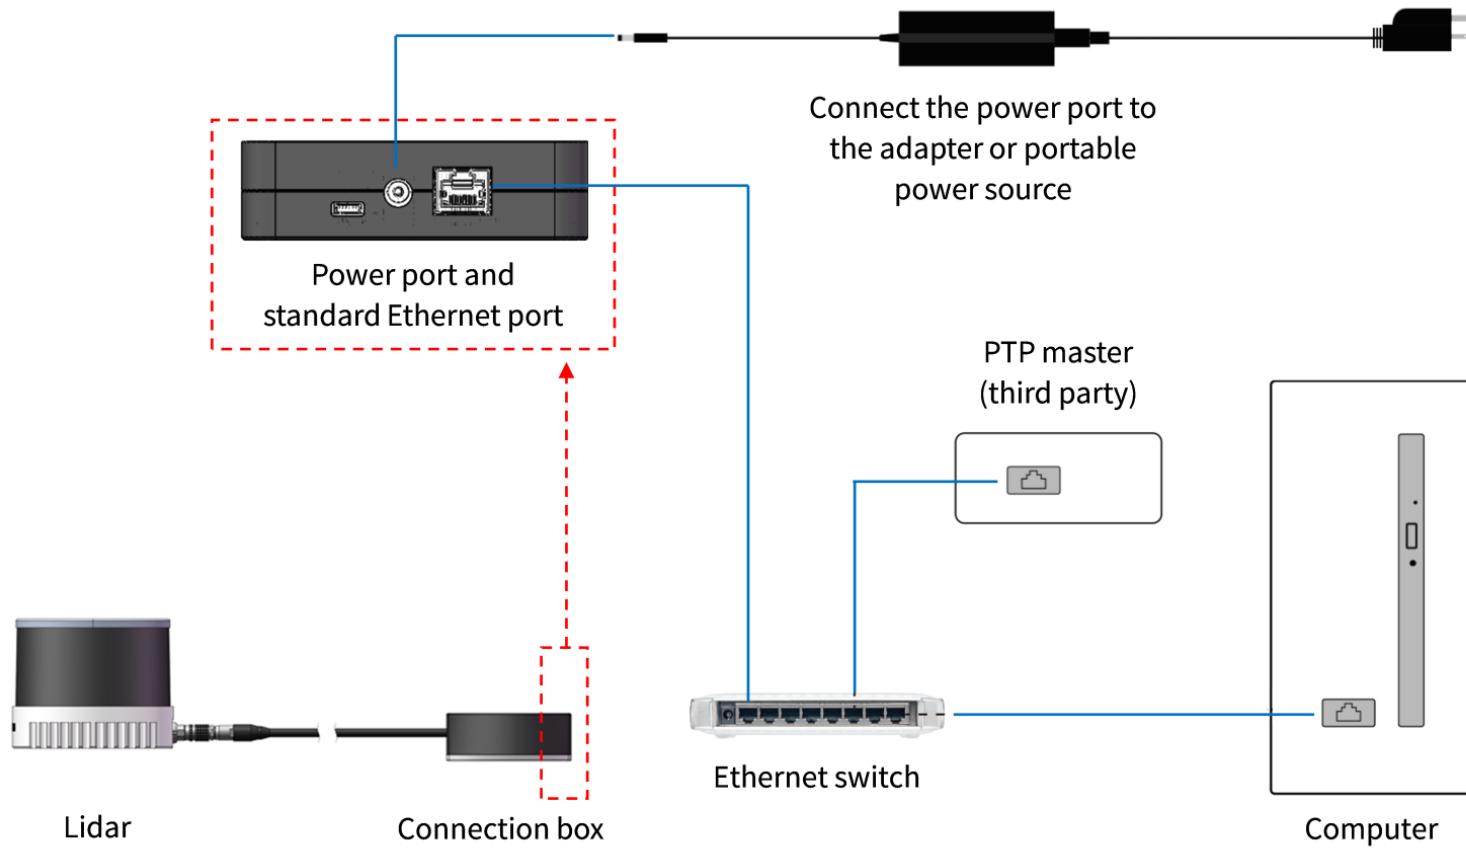 Connect the power port to
the adapter or portable
power source
Power port and
standard Ethernet port
PTP master
(third party)
Ethernet switch
Lidar
Connection box
Computer